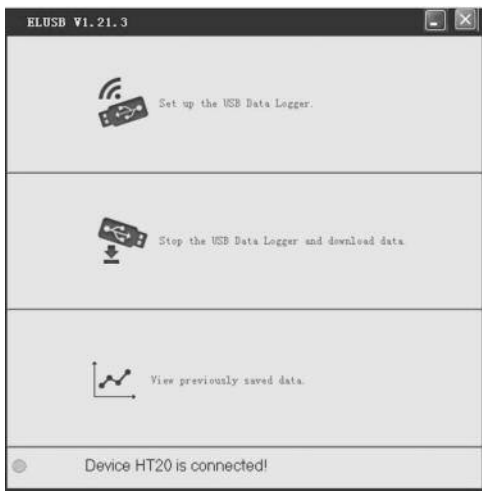 ELUSB V1.21.3
Set up the USB Data Logger.
Stop the USB Data Logger and download data.
View previously saved data.
Device HT20 is connected!